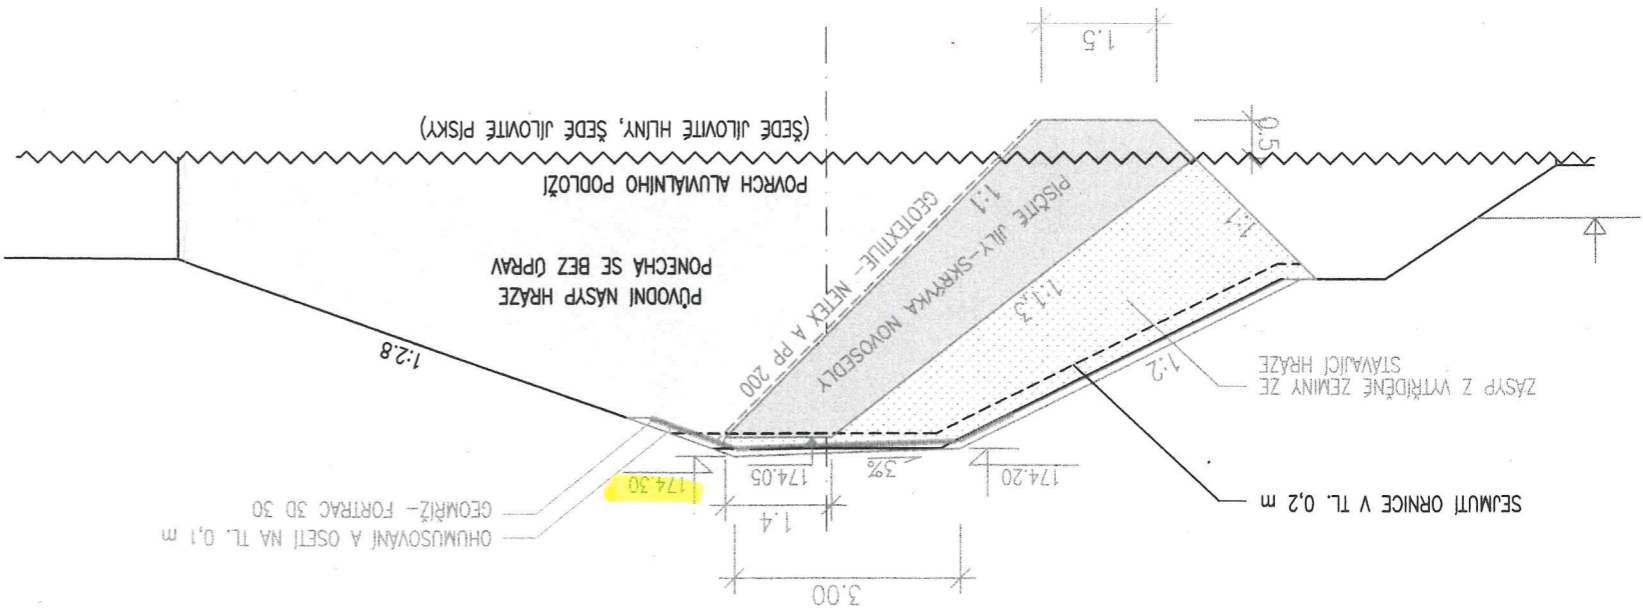 3.00
1.4
OHUMUSOVÁNÍ A OSETÍ NA TL. 0,1 m
GEOMŘÍŽ- FORTRAC 3D 30
SEJMUTÍ ORNICE V TL. 0,2 m
174.20
3%
174.05
174.30
ZÁSYP Z VYTŘÍDĚNÉ ZEMINY ZE
STÁVAJÍCÍ HRÁZE
1:2
1:1,3
PÍSČITÉ JÍLY-SKRÝVKA NOVOSEDLY
GEOTEXTILIE- NETEX A PP 200
1:1
1:1
1:2.8
PŮVODNÍ NÁSYP HRÁZE
PONECHÁ SE BEZ ÚPRAV
POVRCH ALUVIÁLNÍHO PODLOŽÍ
(ŠEDÉ JÍLOVITÉ HLÍNY, ŠEDÉ JÍLOVITÉ PÍSKY)
0.5
1.5